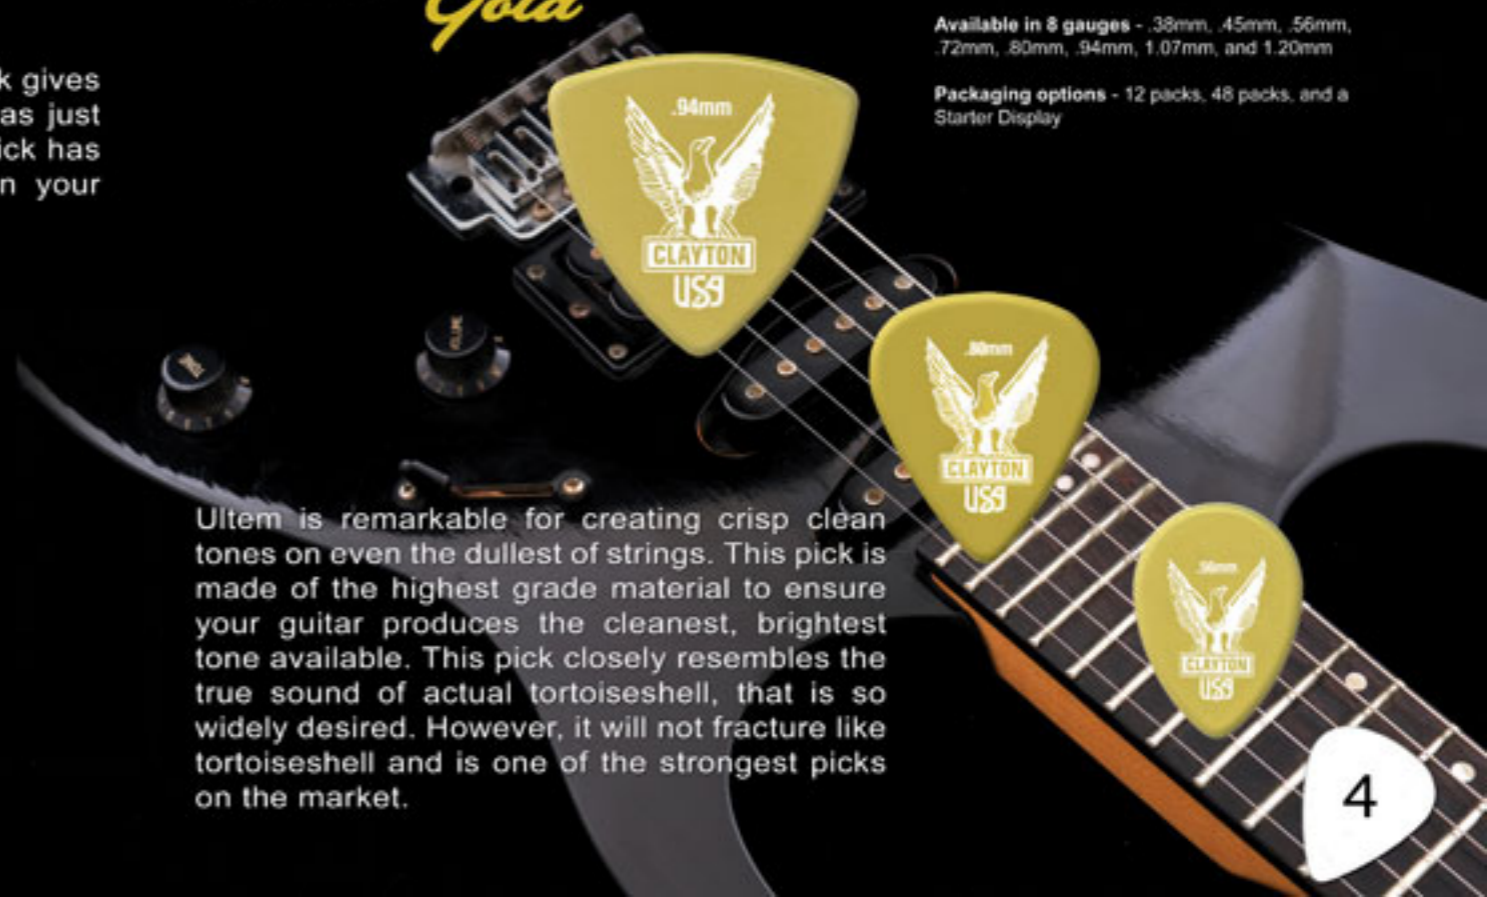 Gold
k gives
as just
ick has
n your
Available in 8 gauges - .38mm, .45mm, .56mm,
.72mm, .80mm, .94mm, 1.07mm, and 1.20mm
Packaging options - 12 packs, 48 packs, and a
Starter Display
.94mm
CLAYTON
USA
.80mm
CLAYTON
USA
.56mm
CLAYTON
USA
VOLUME
TONE
Ultem is remarkable for creating crisp clean
tones on even the dullest of strings. This pick is
made of the highest grade material to ensure
your guitar produces the cleanest, brightest
tone available. This pick closely resembles the
true sound of actual tortoiseshell, that is so
widely desired. However, it will not fracture like
tortoiseshell and is one of the strongest picks
on the market.
4